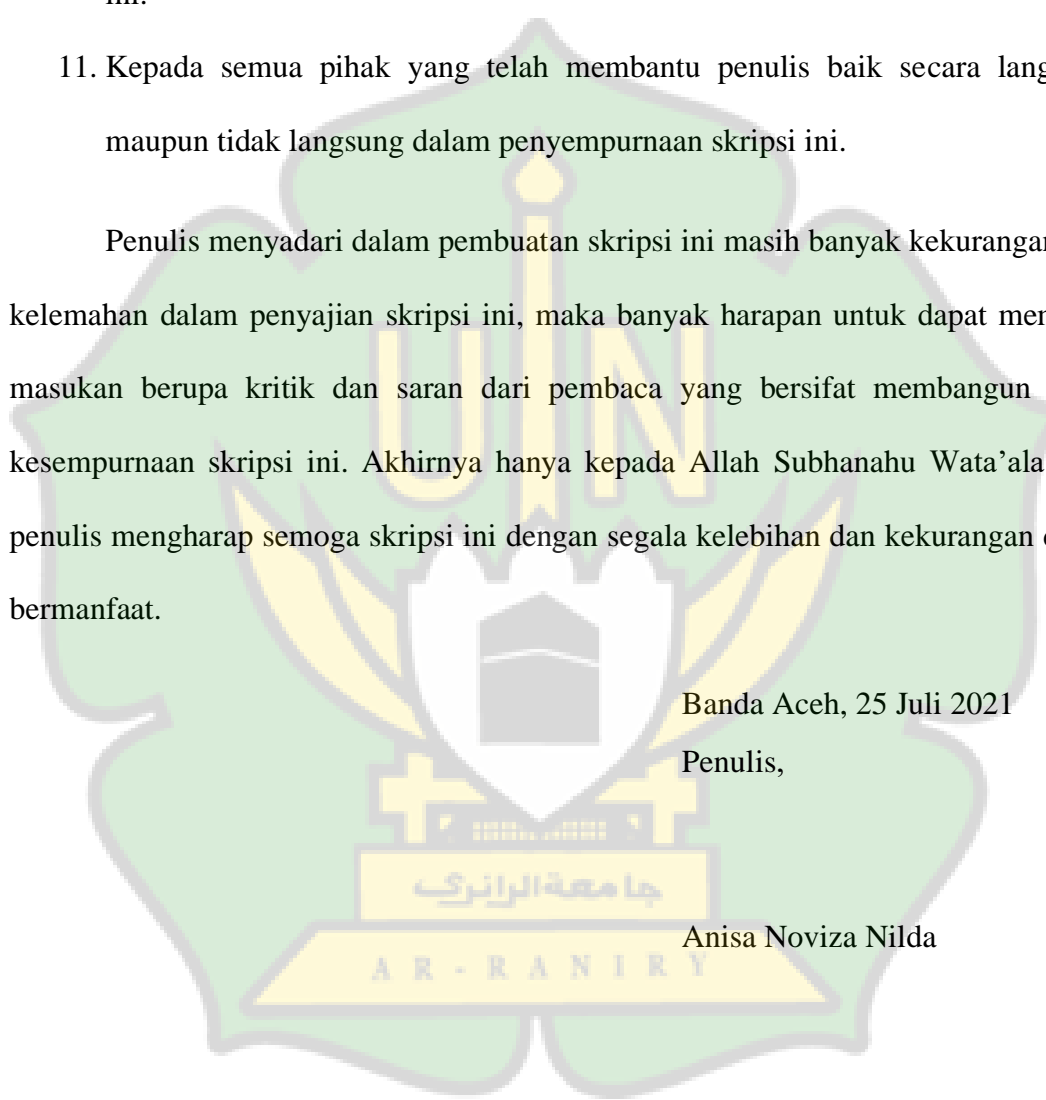 11. Kepada semua pihak yang telah membantu penulis baik secara
maupun tidak langsung dalam penyempurnaan skripsi ini.
Penulis menyadari dalam pembuatan skripsi ini masih banyak
kelemahan dalam penyajian skripsi ini, maka banyak harapan untuk dapat
masukan berupa kritik dan saran dari pembaca yang bersifat membangun
kesempurnaan skripsi ini. Akhirnya hanya kepada Allah Subhanahu Wata’ala
penulis mengharap semoga skripsi ini dengan segala kelebihan dan kekurangan
bermanfaat.
Banda Aceh, 25 Juli 2021
Penulis,
Anisa Noviza Nilda
UIN
جامعة الرانري
AR-RANIRY